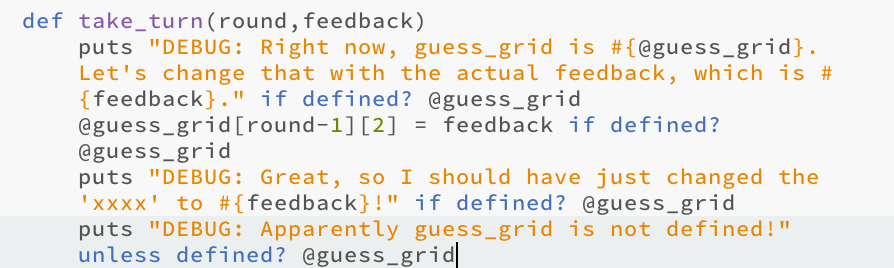 def take_turn(round,feedback)
puts "DEBUG: Right now, guess_grid is #{@guess_grid}.
Let's change that with the actual feedback, which is #
{feedback}." if defined? @guess_grid
@guess_grid[round-1][2] = feedback if defined?
@guess_grid
puts "DEBUG: Great, so I should have just changed the
'xxxx' to #{feedback}!" if defined? @guess_grid
puts "DEBUG: Apparently guess_grid is not defined!"
unless defined? @guess_grid